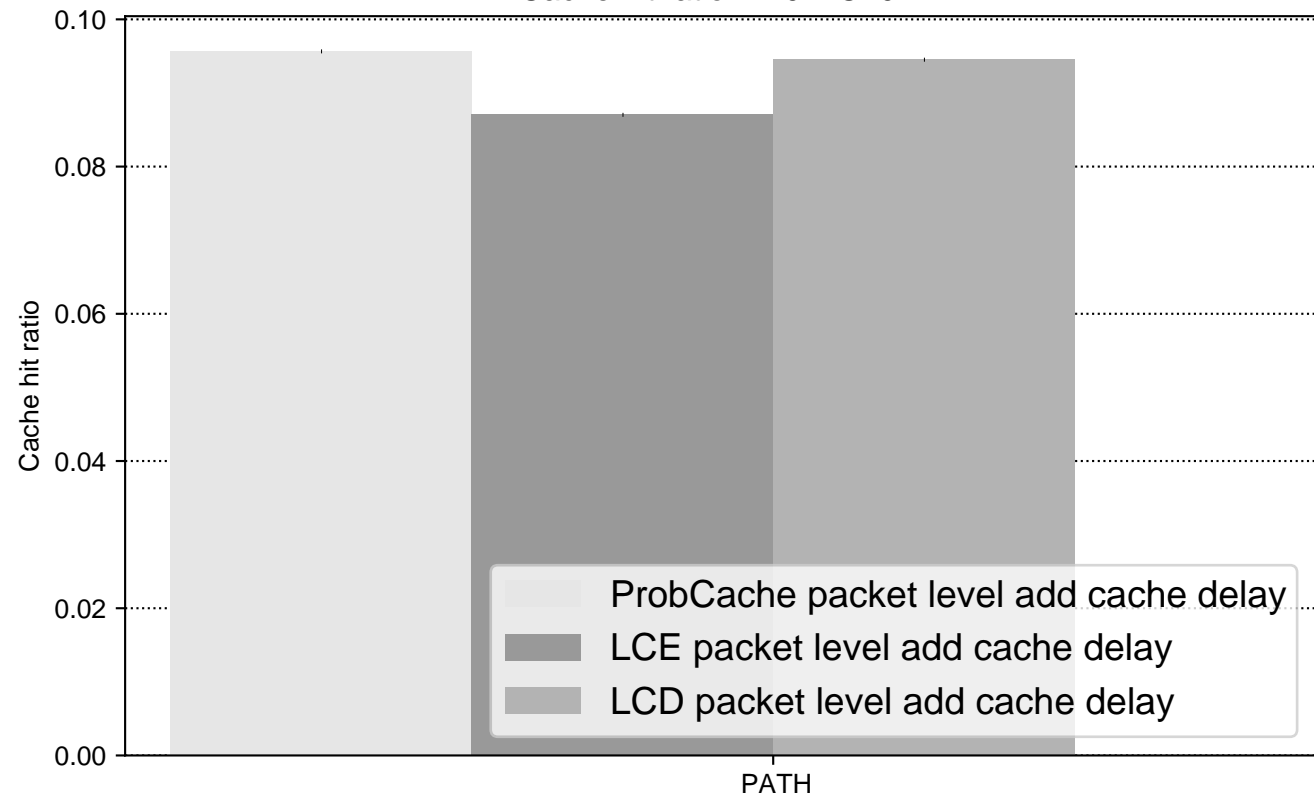 0.10
0.08
0.06
0.04
0.02
0.00
Cache hit ratio
PATH
ProbCache packet level add cache delay
LCE packet level add cache delay
LCD packet level add cache delay